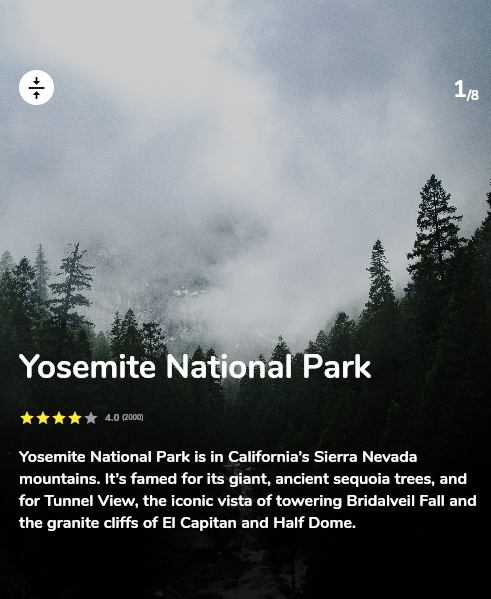 1/8
Yosemite National Park
4.0 (2000)
Yosemite National Park is in California’s Sierra Nevada
mountains. It’s famed for its giant, ancient sequoia trees, and
for Tunnel View, the iconic vista of towering Bridalveil Fall and
the granite cliffs of El Capitan and Half Dome.